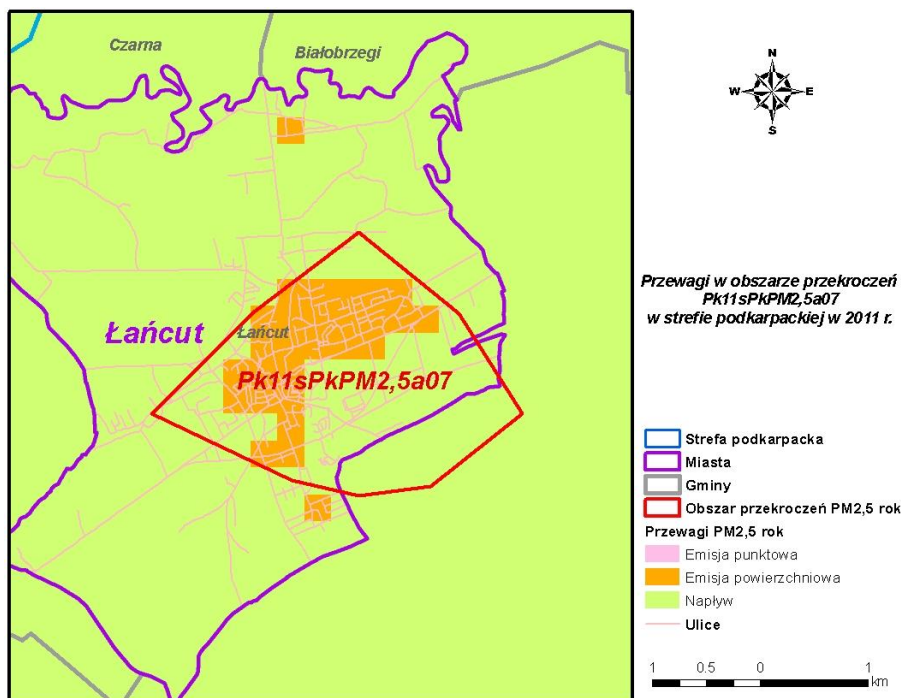 Czarna
Białobrzegi
Łańcut
Łańcut
Pk11sPkPM2,5a07
N
W E
S
Przewagi w obszarze przekroczeń
Pk11sPkPM2,5a07
w strefie podkarpackiej w 2011 r.
Strefa podkarpacka
Miasta
Gminy
Obszar przekroczeń PM2,5 rok
Przewagi PM2,5 rok
Emisja punktowa
Emisja powierzchniowa
Napływ
Ulice
1 0.5 0 1
km